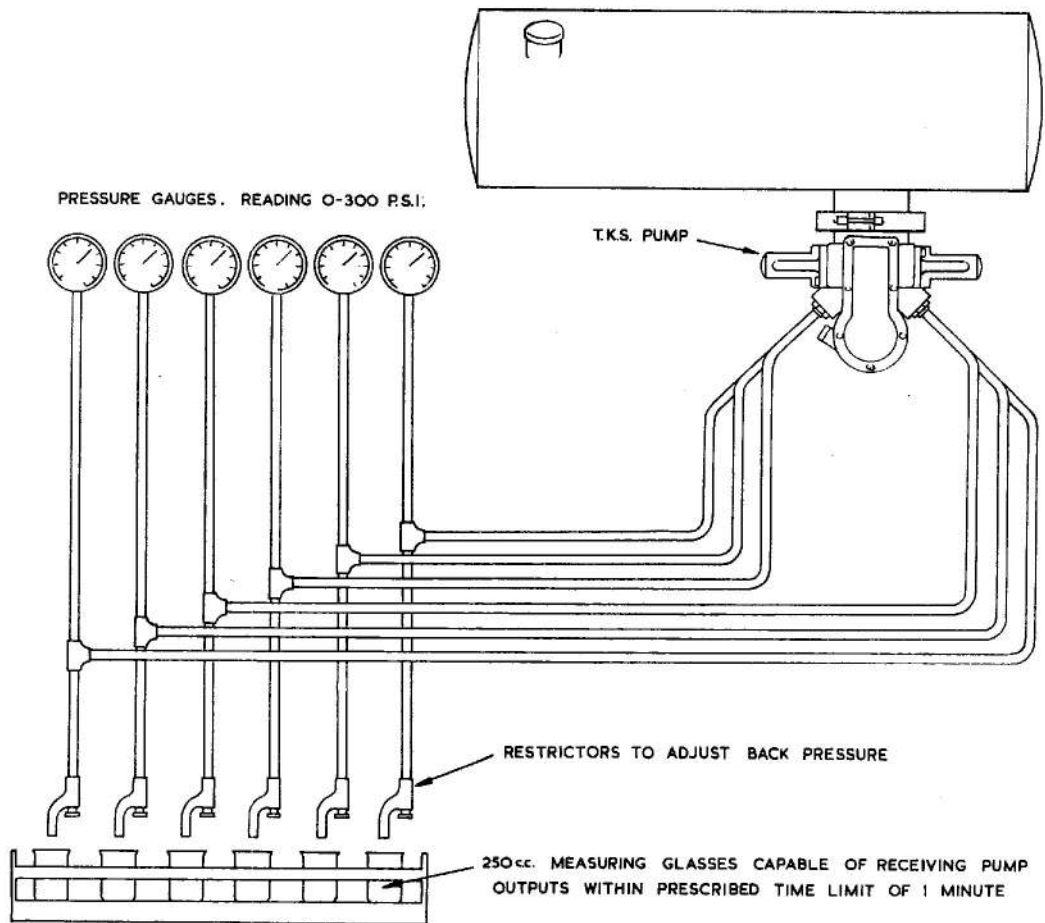 PRESSURE GAUGES. READING 0-300 P.S.I.
T.K.S. PUMP
RESTRICTORS TO ADJUST BACK PRESSURE
250 c.c. MEASURING GLASSES CAPABLE OF RECEIVING PUMP
OUTPUTS WITHIN PRESCRIBED TIME LIMIT OF 1 MINUTE